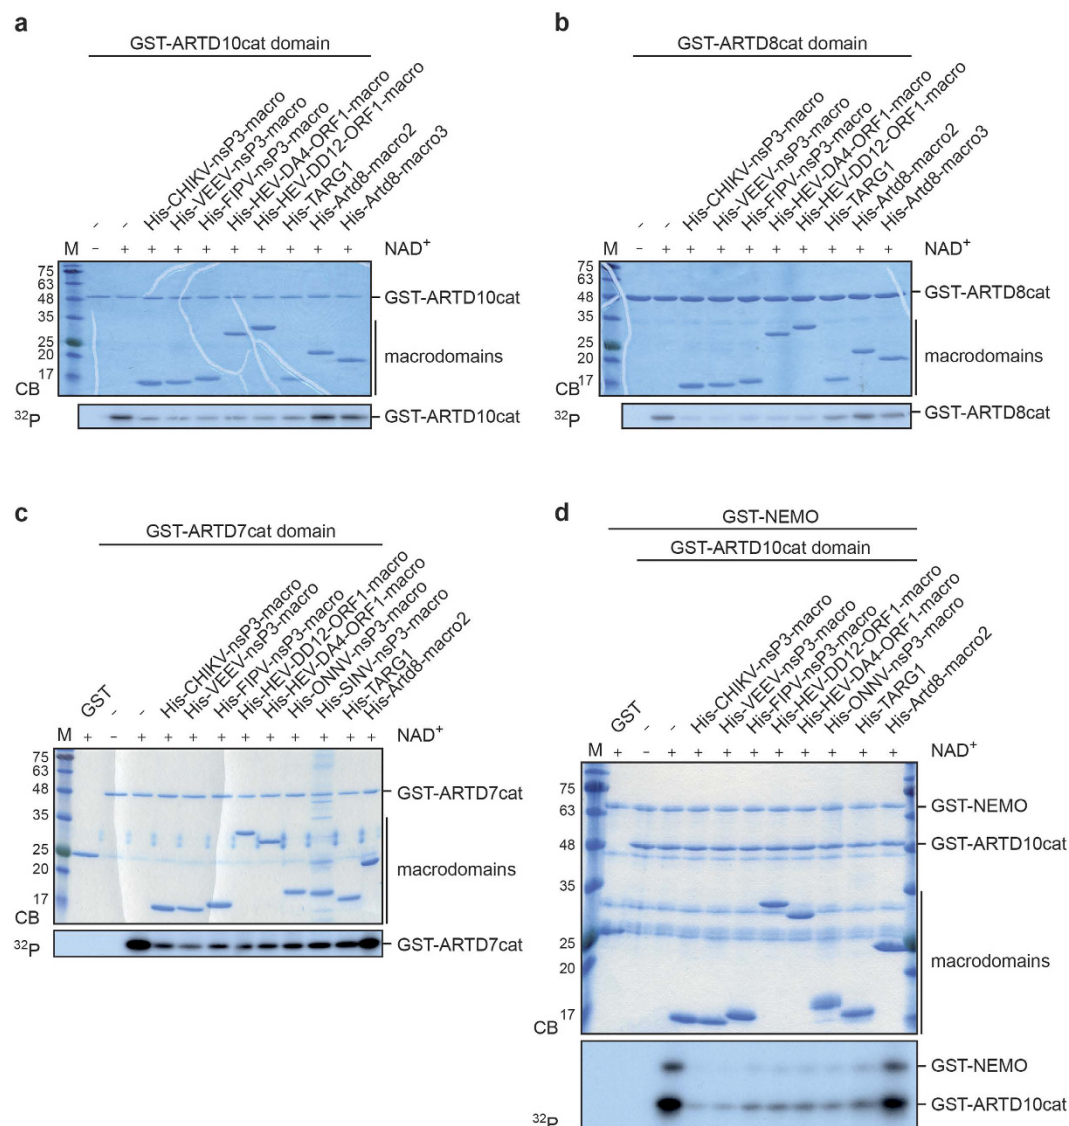 a
GST-ARTD10cat domain
- - His-CHIKV-nsP3-macro His-VEEV-nsP3-macro His-FIPV-nsP3-macro His-HEV-DA4-ORF1-macro His-HEV-DD12-ORF1-macro His-TARG1 His-Artd8-macro2 His-Artd8-macro3
M - + + + + + + + + + NAD+
75
63
48 GST-ARTD10cat
35
25 macrodomains
20
17
CB
32P GST-ARTD10cat
b
GST-ARTD8cat domain
- - His-CHIKV-nsP3-macro His-VEEV-nsP3-macro His-FIPV-nsP3-macro His-HEV-DA4-ORF1-macro His-HEV-DD12-ORF1-macro His-TARG1 His-Artd8-macro2 His-Artd8-macro3
M - + + + + + + + + + NAD+
75
63
48 GST-ARTD8cat
35
25 macrodomains
20
17
CB
32P GST-ARTD8cat
c
GST-ARTD7cat domain
GST - - His-CHIKV-nsP3-macro His-VEEV-nsP3-macro His-FIPV-nsP3-macro His-HEV-DD12-ORF1-macro His-HEV-DA4-ORF1-macro His-ONNV-nsP3-macro His-SINV-nsP3-macro His-TARG1 His-Artd8-macro2
M + - + + + + + + + + + + NAD+
75
63
48 GST-ARTD7cat
35
25
20 macrodomains
17
CB
32P GST-ARTD7cat
d
GST-NEMO
GST-ARTD10cat domain
GST - - His-CHIKV-nsP3-macro His-VEEV-nsP3-macro His-FIPV-nsP3-macro His-HEV-DD12-ORF1-macro His-HEV-DA4-ORF1-macro His-ONNV-nsP3-macro His-TARG1 His-Artd8-macro2
M + - + + + + + + + + + NAD+
75
63 GST-NEMO
48 GST-ARTD10cat
35
25
20 macrodomains
17
CB
GST-NEMO
GST-ARTD10cat
32P